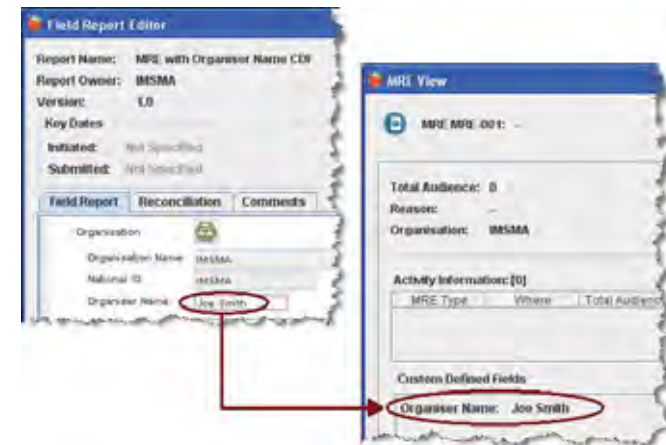 Field Report Editor
Report Name: MRE with Organisor Name CDF
Report Owner: IMSMA
Version: 1.0
Key Dates
Initiated: Not Specified
Submitted: Not Specified
Field Report Reconciliation Comments
Organisation
Organisation Name IMSMA
National ID IMSMA
Organiser Name Joe Smith
MRE View
MRE MRE-001: -
Total Audience: 0
Reason: --
Organisation: IMSMA
Activity Information: [0]
MRE Type Where Total Audienc
Custom Defined Fields
Organiser Name: Joe Smith